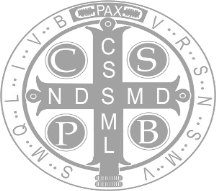 PAX
V · R · S · N · S · M · V
S · M · Q · L · I · V · B
C S
P B
C S S M L
N D S M D